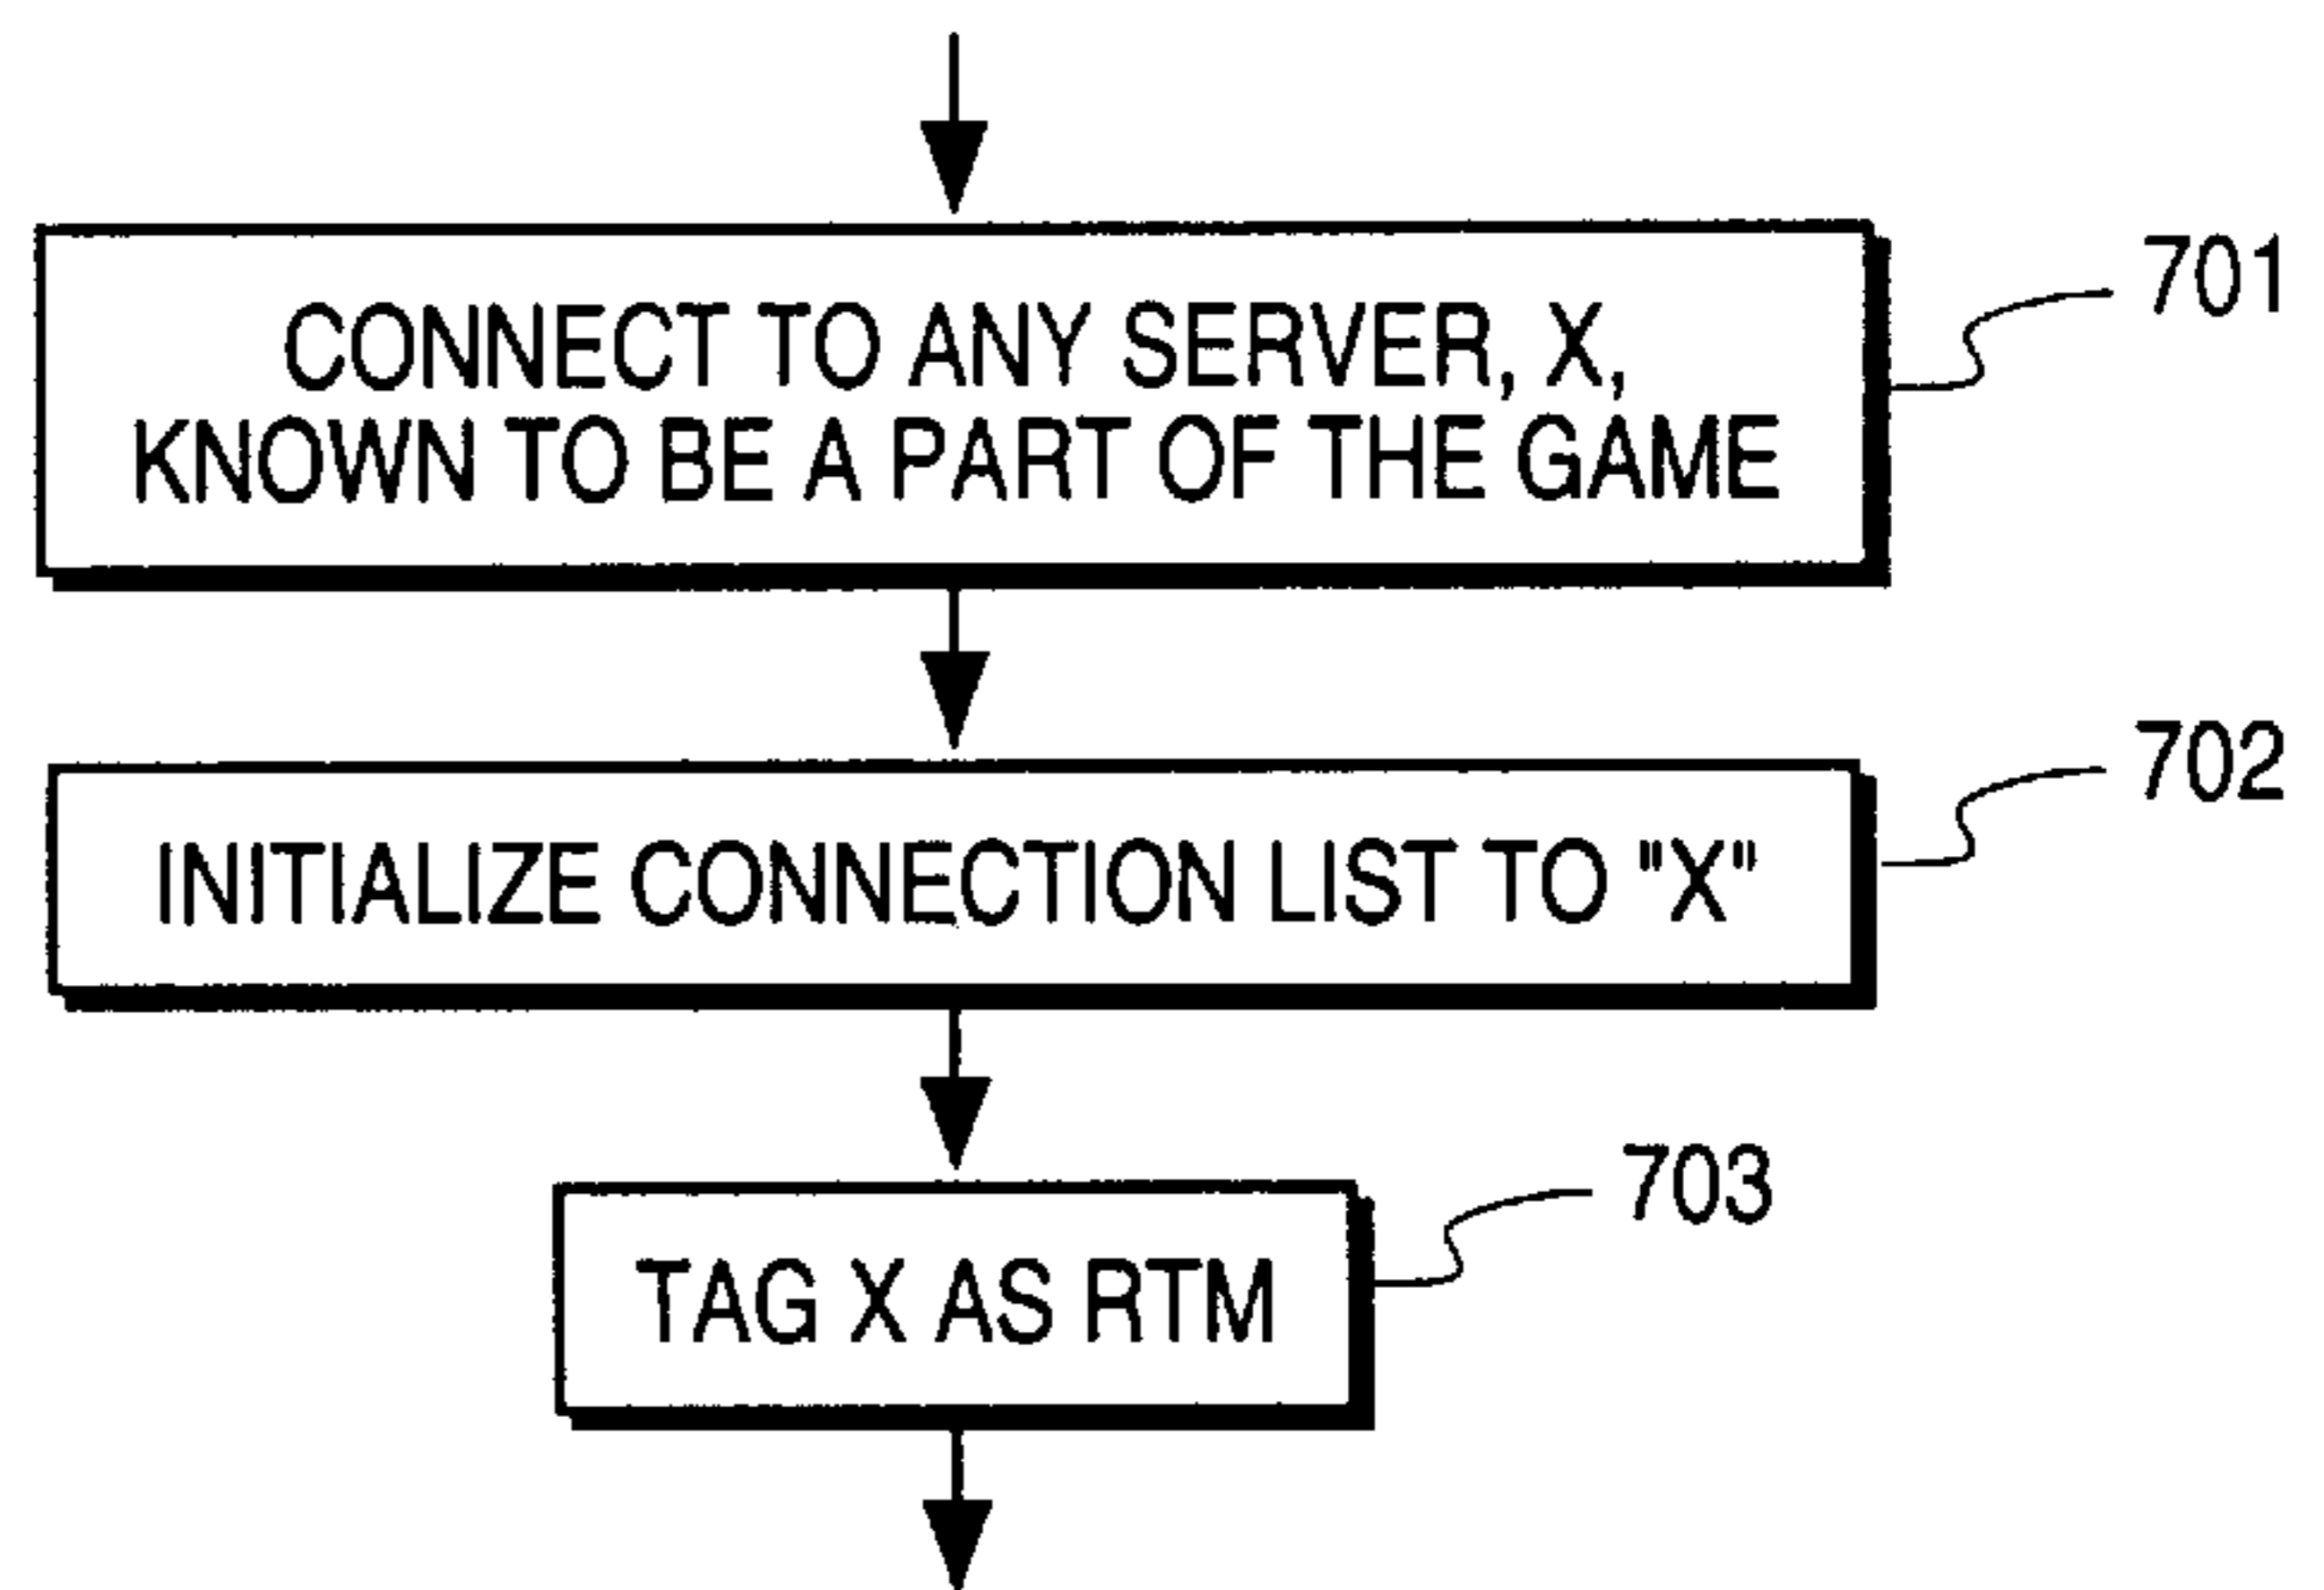 CONNECT TO ANY SERVER, X,
701
KNOWN TO BE A PART OF THE GAME
702
INITIALIZE CONNECTION LIST TO "X"
703
TAG X AS RTM